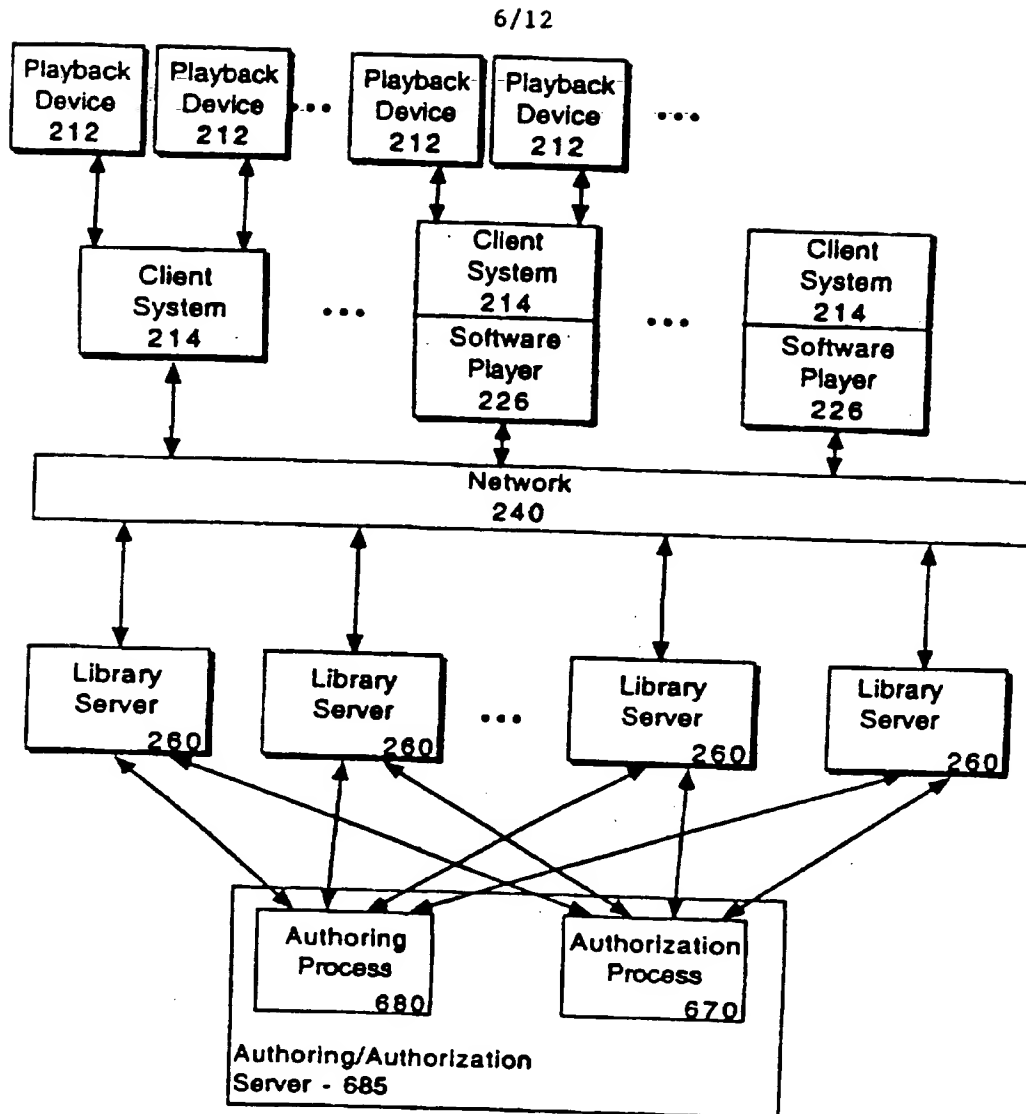 6/12
Playback
Device
212
Playback
Device
212
Playback
Device
212
Playback
Device
212
Client
System
214
Client
System
214
Software
Player
226
Client
System
214
Software
Player
226
Network
240
Library
Server
260
Library
Server
260
Library
Server
260
Library
Server
260
Authoring
Process
680
Authorization
Process
670
Authoring/Authorization
Server - 685